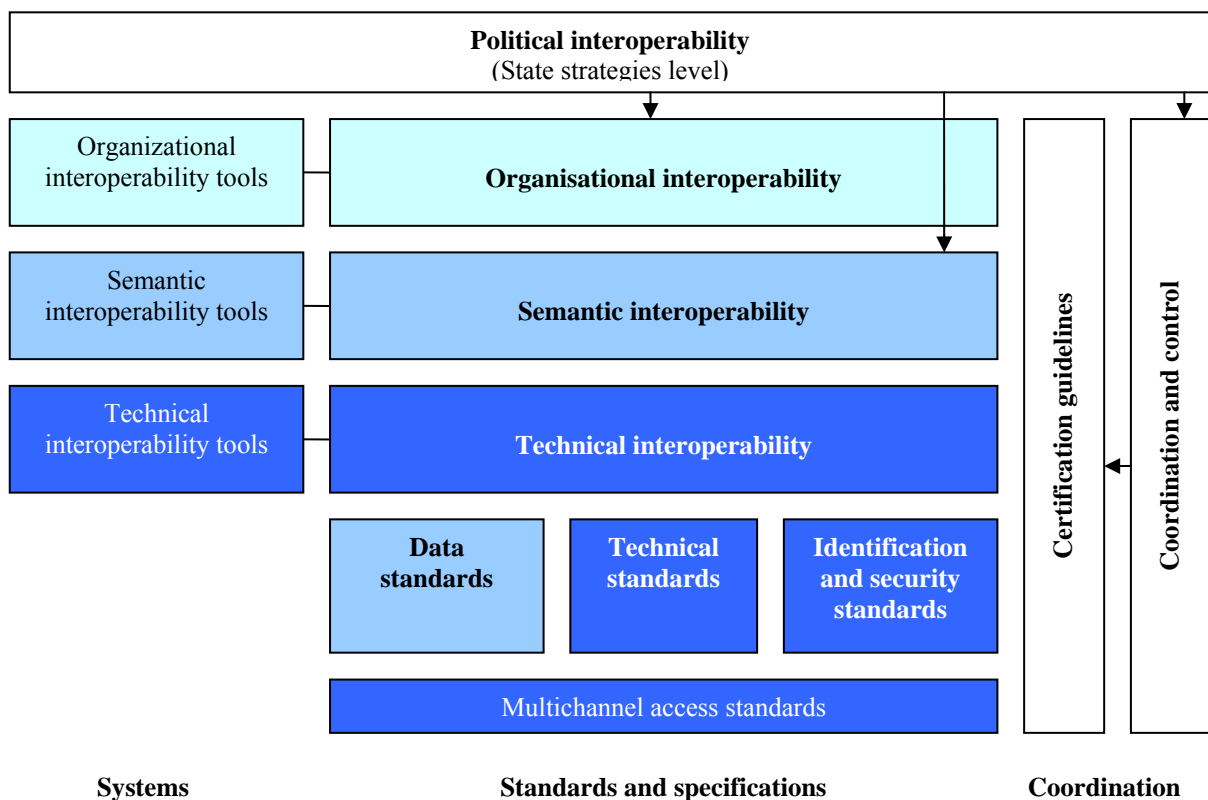 Political interoperability
(State strategies level)
Organizational
interoperability tools
Organisational interoperability
Semantic
interoperability tools
Semantic interoperability
Technical
interoperability tools
Technical interoperability
Data
standards
Technical
standards
Identification
and security
standards
Multichannel access standards
Certification guidelines
Coordination and control
Systems
Standards and specifications
Coordination